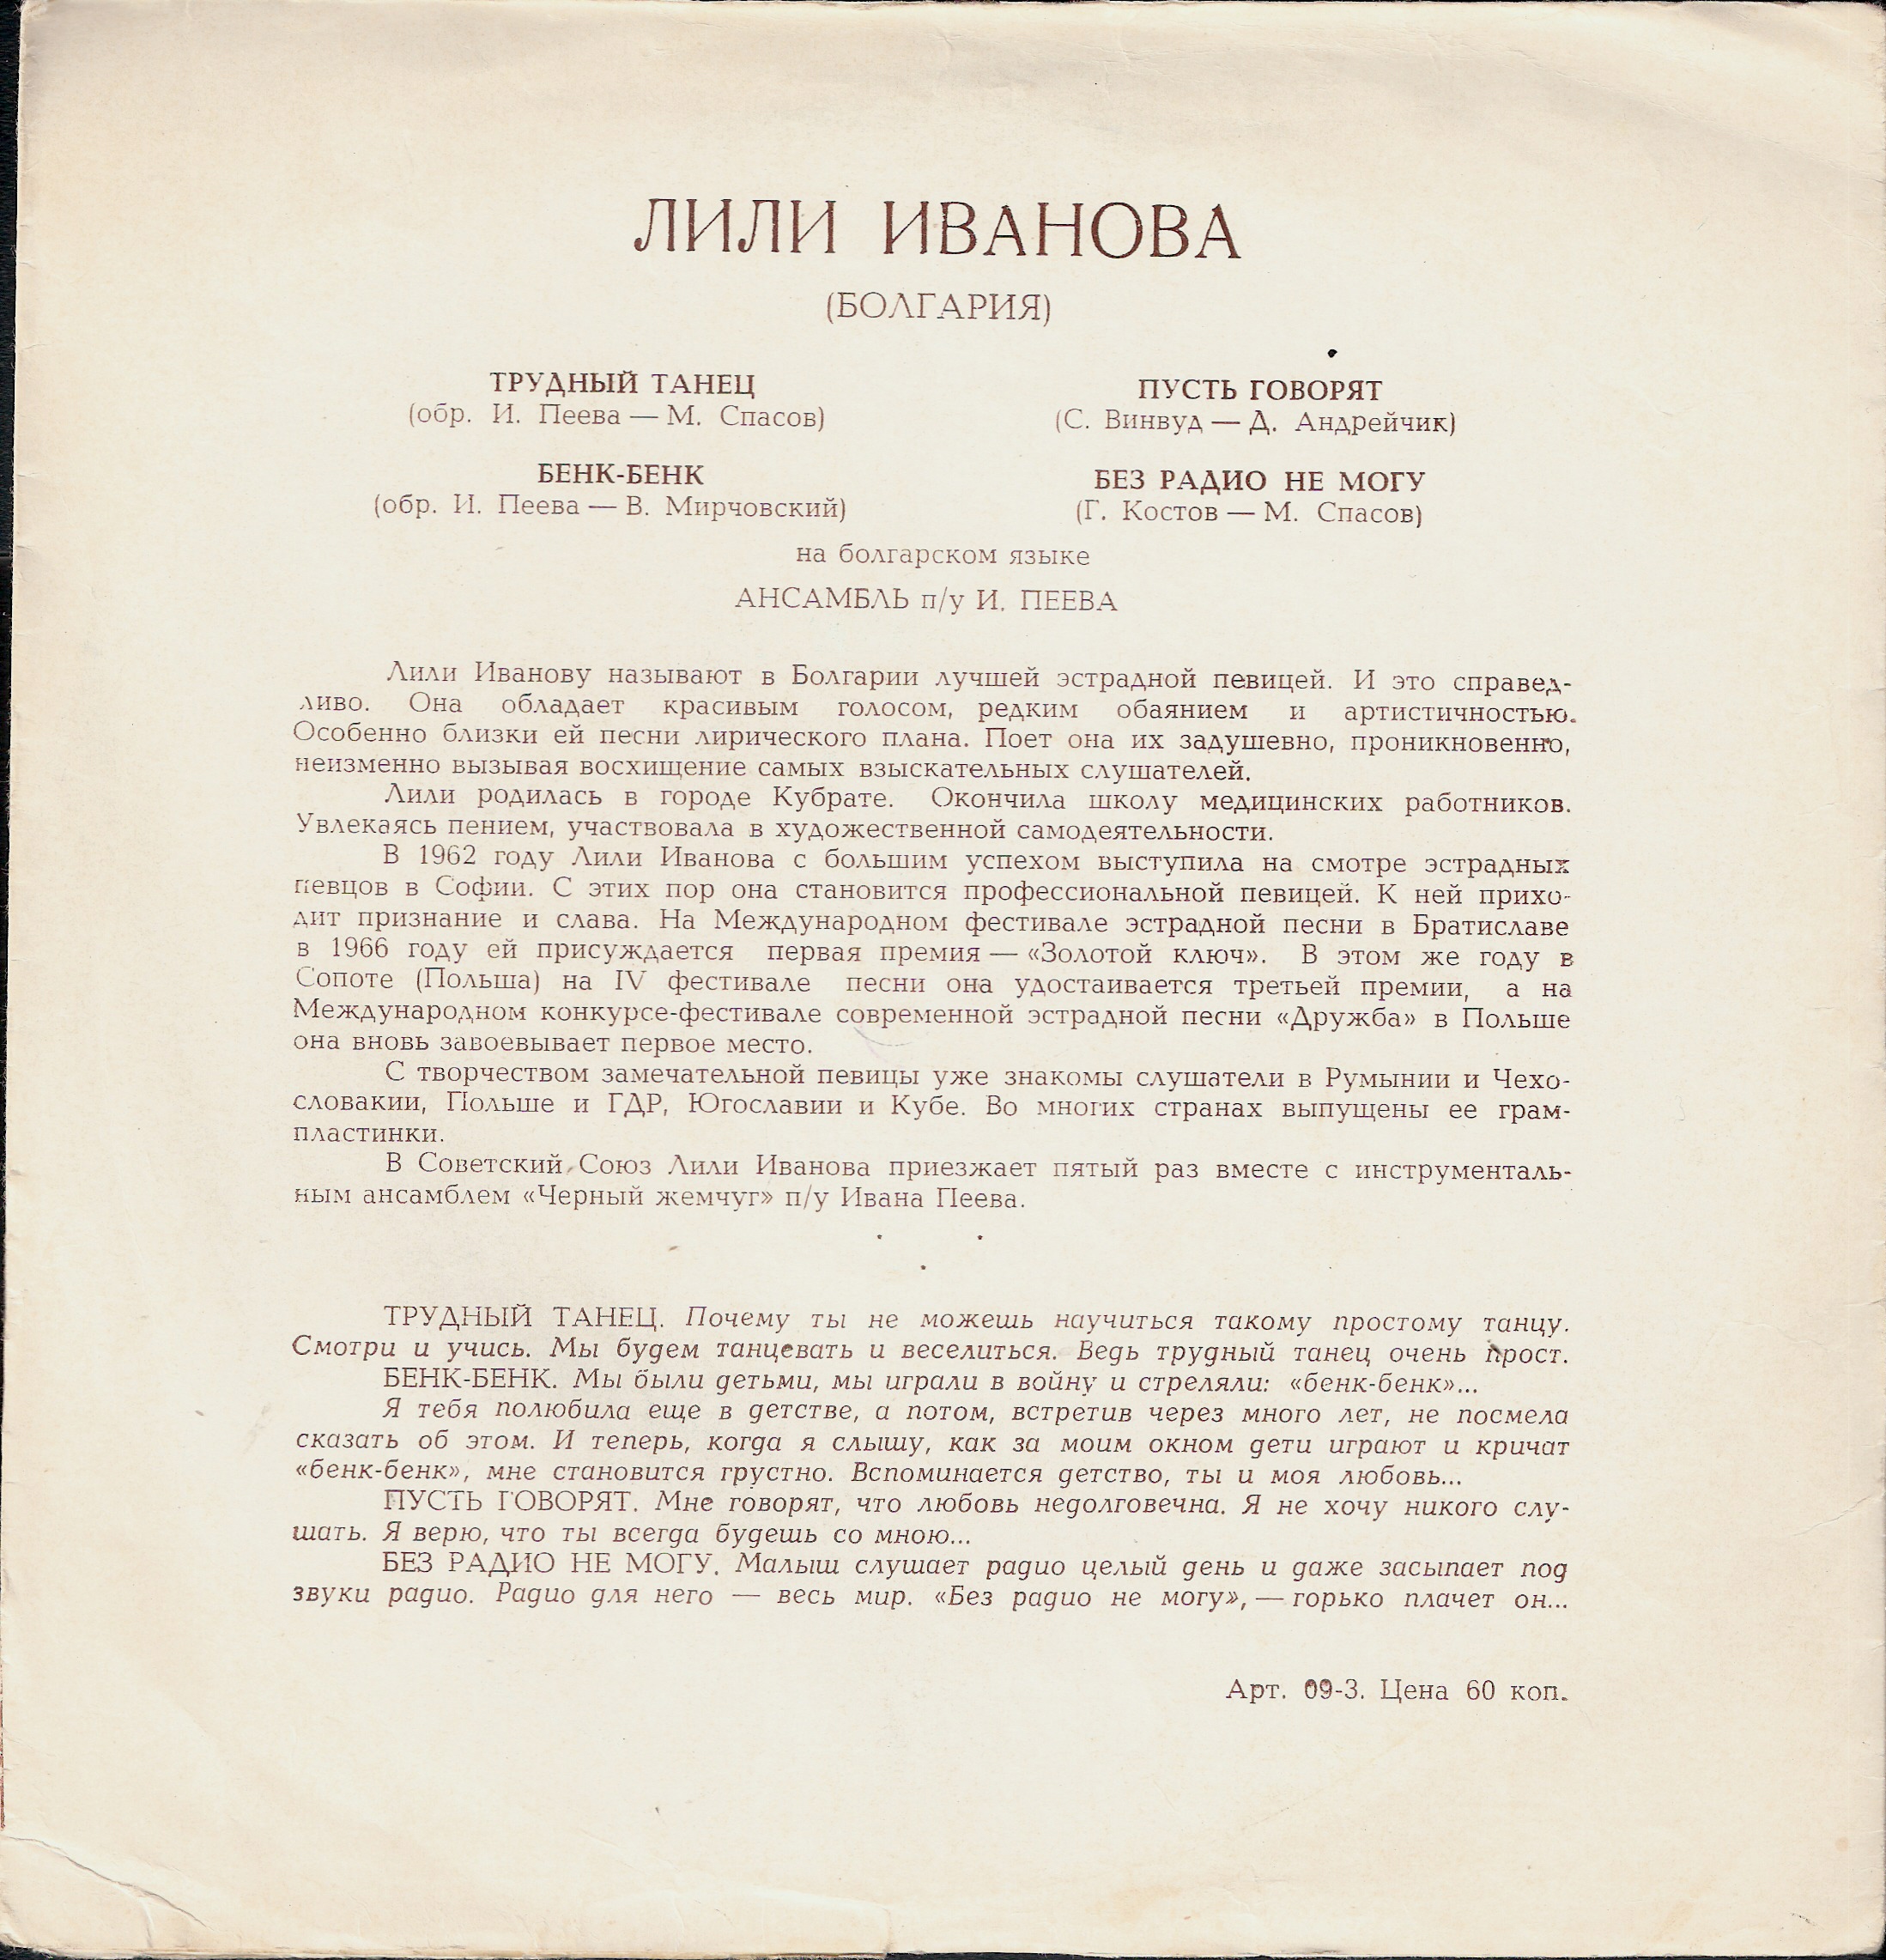 ЛИЛИ ИВАНОВА
(БОЛГАРИЯ)
ТРУДНЫЙ ТАНЕЦ
(обр. И. Пеева — М. Спасов)
БЕНК-БЕНК
(обр. И. Пеева — В. Мирчовский)
ПУСТЬ ГОВОРЯТ
(С. Винвуд — Д. Андрейчик)
БЕЗ РАДИО НЕ МОГУ
(Г. Костов — М. Спасов)
на болгарском языке
АНСАМБЛЬ п/у И. ПЕЕВА
Лили Иванову называют в Болгарии лучшей эстрадной певицей. И это справед-
ливо. Она обладает красивым голосом, редким обаянием и артистичностью.
Особенно близки ей песни лирического плана. Поет она их задушевно, проникновенно,
неизменно вызывая восхищение самых взыскательных слушателей.
Лили родилась в городе Кубрате. Окончила школу медицинских работников.
Увлекаясь пением, участвовала в художественной самодеятельности.
В 1962 году Лили Иванова с большим успехом выступила на смотре эстрадных
певцов в Софии. С этих пор она становится профессиональной певицей. К ней прихо-
дит признание и слава. На Международном фестивале эстрадной песни в Братиславе
в 1966 году ей присуждается первая премия — «Золотой ключ». В этом же году в
Сопоте (Польша) на IV фестивале песни она удостаивается третьей премии, а на
Международном конкурсе-фестивале современной эстрадной песни «Дружба» в Польше
она вновь завоевывает первое место.
С творчеством замечательной певицы уже знакомы слушатели в Румынии и Чехо-
словакии, Польше и ГДР, Югославии и Кубе. Во многих странах выпущены ее грам-
пластинки.
В Советский Союз Лили Иванова приезжает пятый раз вместе с инструменталь-
ным ансамблем «Черный жемчуг» п/у Ивана Пеева.
ТРУДНЫЙ ТАНЕЦ. Почему ты не можешь научиться такому простому танцу.
Смотри и учись. Мы будем танцевать и веселиться. Ведь трудный танец очень прост.
БЕНК-БЕНК. Мы были детьми, мы играли в войну и стреляли: «бенк-бенк»...
Я тебя полюбила еще в детстве, а потом, встретив через много лет, не посмела
сказать об этом. И теперь, когда я слышу, как за моим окном дети играют и кричат
«бенк-бенк», мне становится грустно. Вспоминается детство, ты и моя любовь...
ПУСТЬ ГОВОРЯТ. Мне говорят, что любовь недолговечна. Я не хочу никого слу-
шать. Я верю, что ты всегда будешь со мною...
БЕЗ РАДИО НЕ МОГУ. Малыш слушает радио целый день и даже засыпает под
звуки радио. Радио для него — весь мир. «Без радио не могу», — горько плачет он...
Арт. 09-3. Цена 60 коп.